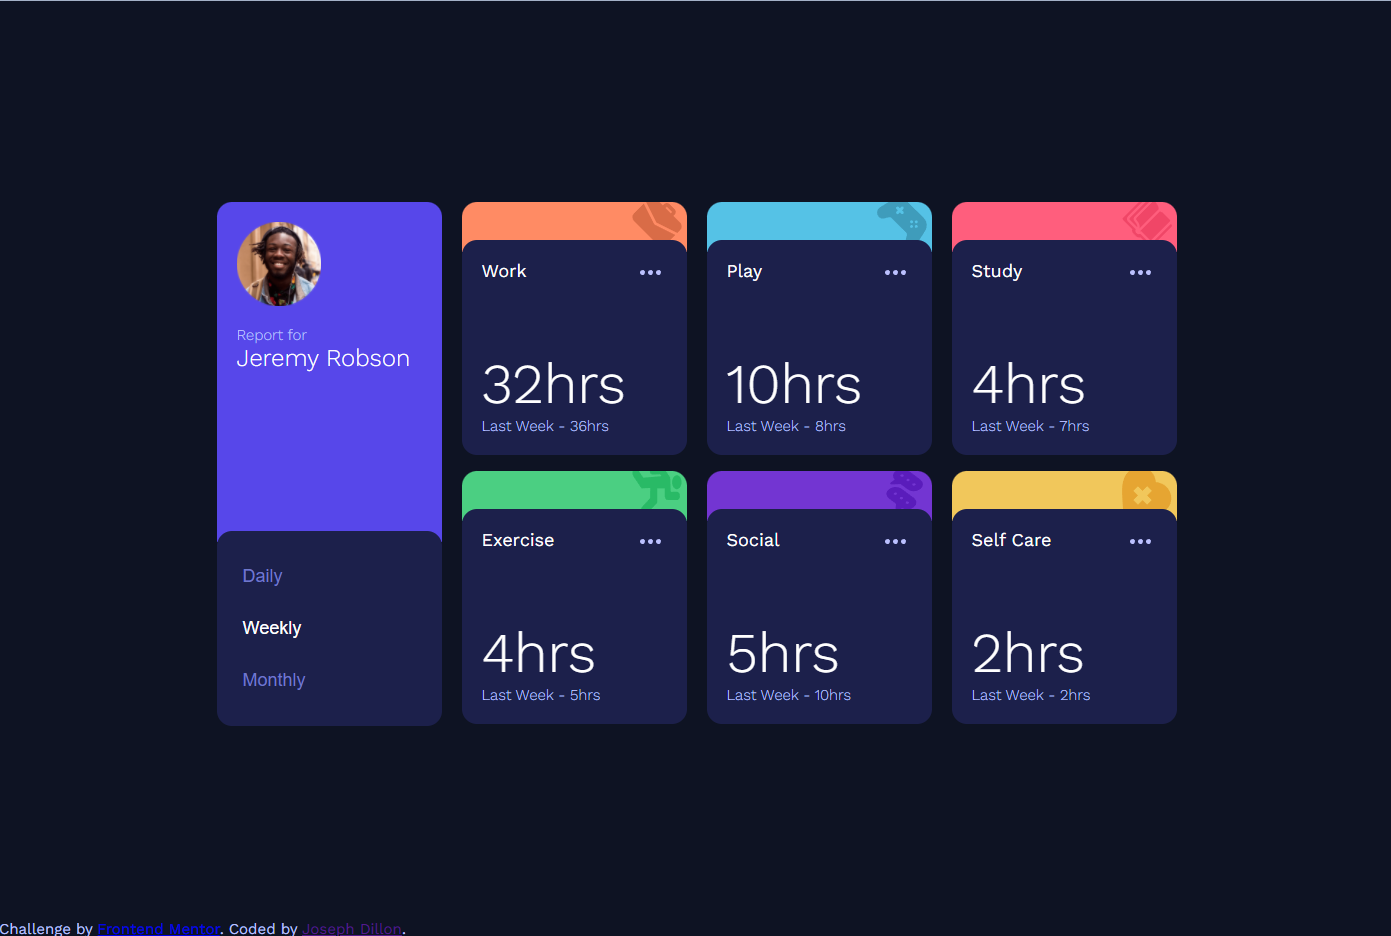 Report for
Jeremy Robson
Daily
Weekly
Monthly
Work
32hrs
Last Week - 36hrs
Play
10hrs
Last Week - 8hrs
Study
4hrs
Last Week - 7hrs
Exercise
4hrs
Last Week - 5hrs
Social
5hrs
Last Week - 10hrs
Self Care
2hrs
Last Week - 2hrs
Challenge by Frontend Mentor. Coded by Joseph Dillon.